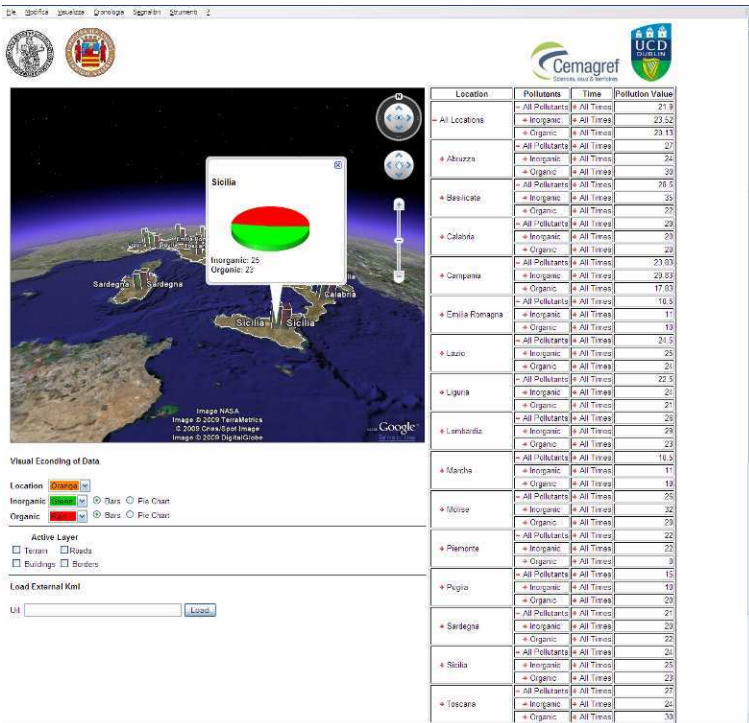 File Modifica Visualizza Cronologia Segnalibri Strumenti ?
Cemagref
Sciences, eaux & territoires
UCD
DUBLIN
N
Sicilia
Inorganic: 25
Organic: 23
Sardegna Sardegna
Calabria
Sicilia Sicilia
Image NASA
Image © 2009 TerraMetrics
© 2009 Cnes/Spot Image
Image © 2009 DigitalGlobe
Google
Visual Econding of Data
Location Orange
Inorganic Green Bars Pie Chart
Organic Bars Pie Chart
Active Layer
Terrain Roads
Buildings Borders
Load External Kml
Url Load
Location Pollutants Time Pollution Value
- All Locations
- All Pollutants + All Times 21.9
+ Inorganic + All Times 23.52
+ Organic + All Times 20.13
+ Abruzzo
- All Pollutants + All Times 27
+ Inorganic + All Times 24
+ Organic + All Times 30
+ Basilicata
- All Pollutants + All Times
+ Inorganic + All Times 35
+ Organic + All Times 22
+ Calabria
- All Pollutants + All Times
+ Inorganic + All Times
+ Organic + All Times
+ Campania
- All Pollutants + All Times 23.83
+ Inorganic + All Times 29.83
+ Organic + All Times 17.83
+ Emilia Romagna
- All Pollutants + All Times 10.5
+ Inorganic + All Times 11
+ Organic + All Times 10
+ Lazio
- All Pollutants + All Times 24.5
+ Inorganic + All Times 25
+ Organic + All Times 24
+ Liguria
- All Pollutants + All Times 22.5
+ Inorganic + All Times 24
+ Organic + All Times 21
+ Lombardia
- All Pollutants + All Times
+ Inorganic + All Times
+ Organic + All Times 23
+ Marche
- All Pollutants + All Times 10.5
+ Inorganic + All Times 11
+ Organic + All Times 10
+ Molise
- All Pollutants + All Times
+ Inorganic + All Times 32
+ Organic + All Times
+ Piemonte
- All Pollutants + All Times 22
+ Inorganic + All Times 22
+ Organic + All Times
+ Puglia
- All Pollutants + All Times 15
+ Inorganic + All Times 10
+ Organic + All Times 20
+ Sardegna
- All Pollutants + All Times 21
+ Inorganic + All Times 20
+ Organic + All Times 22
+ Sicilia
- All Pollutants + All Times 24
+ Inorganic + All Times 25
+ Organic + All Times 23
+ Toscana
- All Pollutants + All Times 27
+ Inorganic + All Times 24
+ Organic + All Times 30